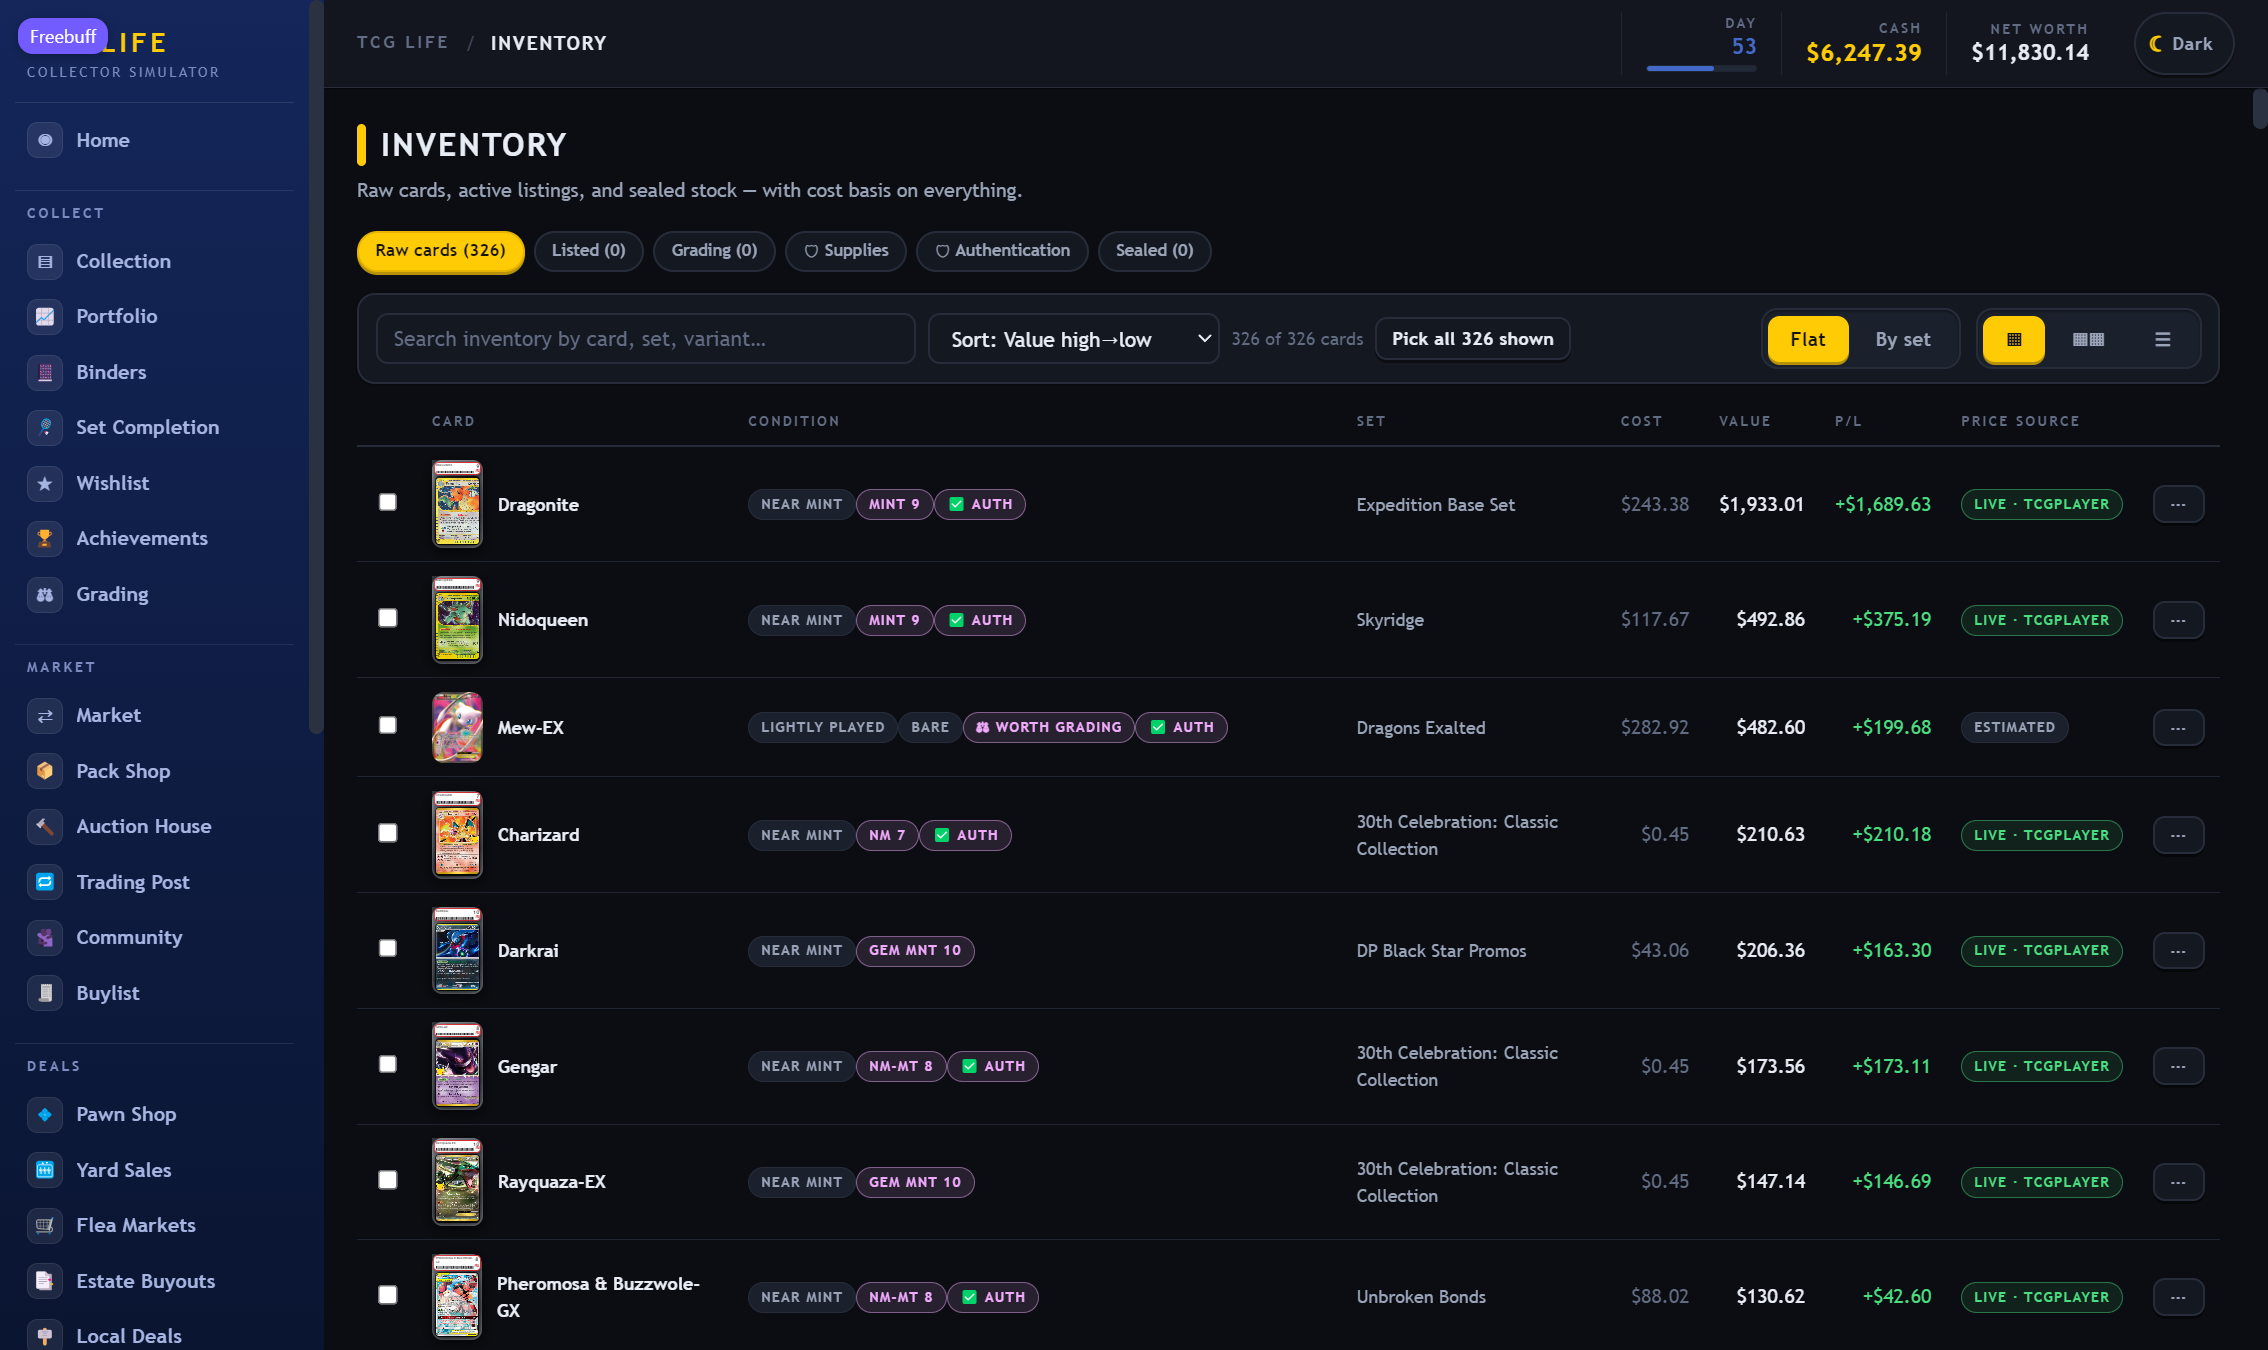 Freebuff
LIFE
COLLECTOR SIMULATOR
Home
COLLECT
Collection
Portfolio
Binders
Set Completion
Wishlist
Achievements
Grading
MARKET
Market
Pack Shop
Auction House
Trading Post
Community
Buylist
DEALS
Pawn Shop
Yard Sales
Flea Markets
Estate Buyouts
Local Deals
TCG LIFE / INVENTORY
DAY
53
CASH
$6,247.39
NET WORTH
$11,830.14
Dark
INVENTORY
Raw cards, active listings, and sealed stock — with cost basis on everything.
Raw cards (326) Listed (0) Grading (0) Supplies Authentication Sealed (0)
Search inventory by card, set, variant... Sort: Value high→low 326 of 326 cards Pick all 326 shown Flat By set
CARD CONDITION SET COST VALUE P/L PRICE SOURCE
Dragonite NEAR MINT MINT 9 ✅ AUTH Expedition Base Set $243.38 $1,933.01 +$1,689.63 LIVE · TCGPLAYER ...
Nidoqueen NEAR MINT MINT 9 ✅ AUTH Skyridge $117.67 $492.86 +$375.19 LIVE · TCGPLAYER ...
Mew-EX LIGHTLY PLAYED BARE WORTH GRADING ✅ AUTH Dragons Exalted $282.92 $482.60 +$199.68 ESTIMATED ...
Charizard NEAR MINT NM 7 ✅ AUTH 30th Celebration: Classic Collection $0.45 $210.63 +$210.18 LIVE · TCGPLAYER ...
Darkrai NEAR MINT GEM MNT 10 DP Black Star Promos $43.06 $206.36 +$163.30 LIVE · TCGPLAYER ...
Gengar NEAR MINT NM-MT 8 ✅ AUTH 30th Celebration: Classic Collection $0.45 $173.56 +$173.11 LIVE · TCGPLAYER ...
Rayquaza-EX NEAR MINT GEM MNT 10 30th Celebration: Classic Collection $0.45 $147.14 +$146.69 LIVE · TCGPLAYER ...
Pheromosa & Buzzwole-GX NEAR MINT NM-MT 8 ✅ AUTH Unbroken Bonds $88.02 $130.62 +$42.60 LIVE · TCGPLAYER ...